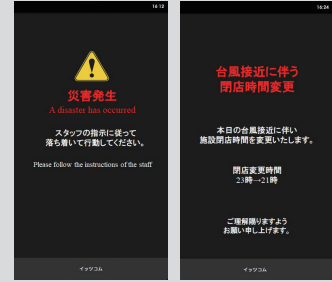 16:12
災害発生
A disaster has occurred
スタッフの指示に従って
落ち着いて行動してください。
Please follow the instructions of the staff
イッツコム
16:24
台風接近に伴う
閉店時間変更
本日の台風接近に伴い
施設閉店時間を変更いたします。
閉店変更時間
23時→21時
ご理解賜りますよう
お願い申し上げます。
イッツコム